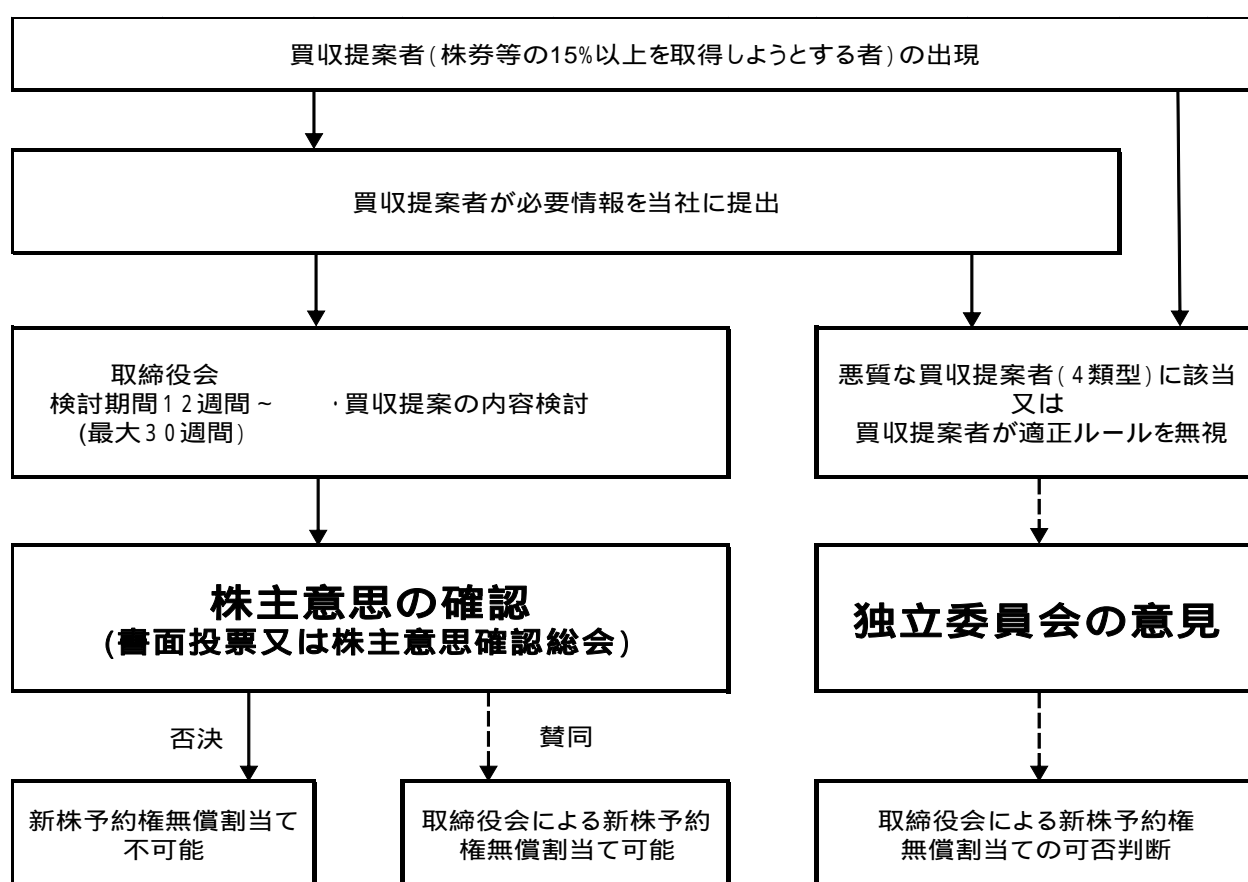 買収提案者(株券等の15%以上を取得しようとする者)の出現
買収提案者が必要情報を当社に提出
取締役会
検討期間12週間~
(最大30週間)
・買収提案の内容検討
悪質な買収提案者(4類型)に該当
又は
買収提案者が適正ルールを無視
株主意思の確認
(書面投票又は株主意思確認総会)
独立委員会の意見
否決
賛同
新株予約権無償割当て
不可能
取締役会による新株予約
権無償割当て可能
取締役会による新株予約権
無償割当ての可否判断